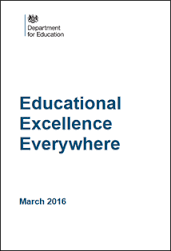 Department
for Education
Educational
Excellence
Everywhere
March 2016